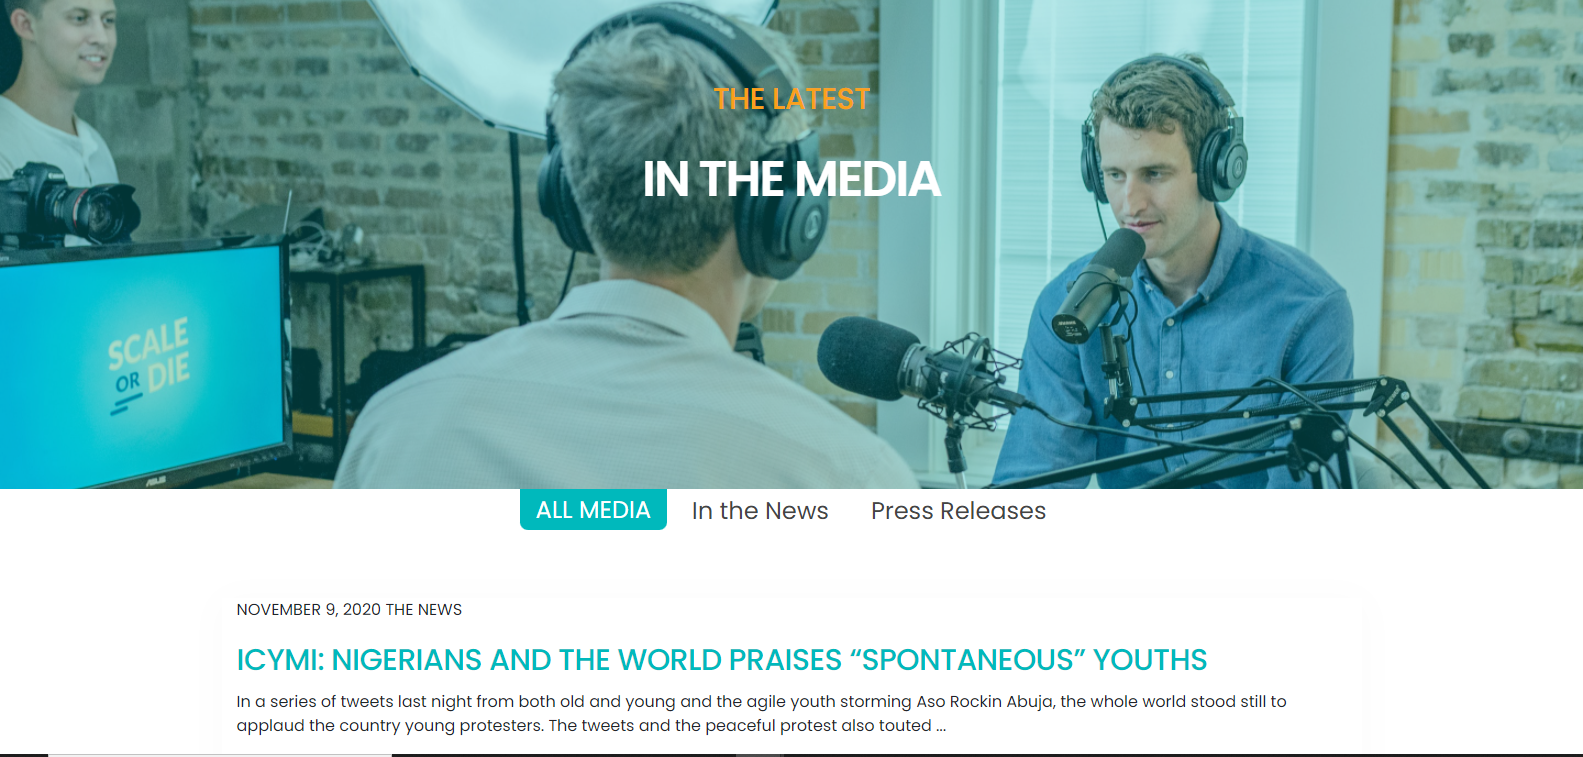 THE LATEST
IN THE MEDIA
SCALE
OR DIE
ASUS
ALL MEDIA
In the News
Press Releases
NOVEMBER 9, 2020 THE NEWS
ICYMI: NIGERIANS AND THE WORLD PRAISES “SPONTANEOUS” YOUTHS
In a series of tweets last night from both old and young and the agile youth storming Aso Rockin Abuja, the whole world stood still to
applaud the country young protesters. The tweets and the peaceful protest also touted ...